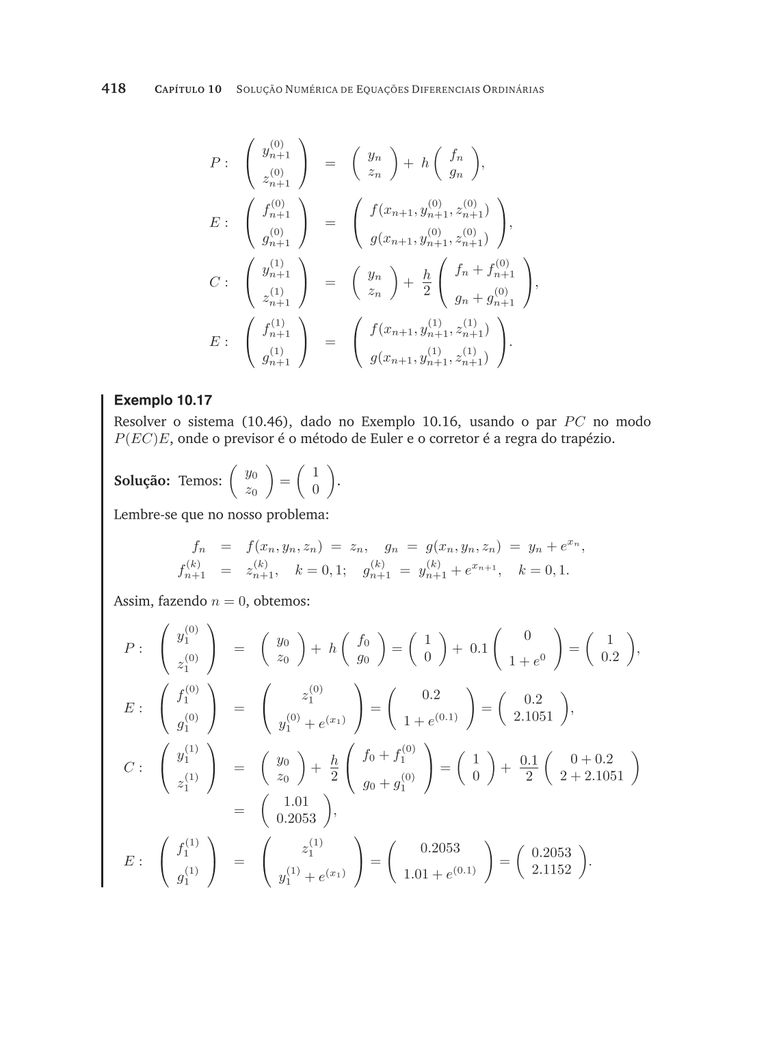 418 CAPÍTULO 10 SOLUÇÃO NUMÉRICA DE EQUAÇÕES DIFERENCIAIS ORDINÁRIAS
P : \begin{pmatrix} y_{n+1}^{(0)} \\ z_{n+1}^{(0)} \end{pmatrix} = \begin{pmatrix} y_n \\ z_n \end{pmatrix} + h \begin{pmatrix} f_n \\ g_n \end{pmatrix},
E : \begin{pmatrix} f_{n+1}^{(0)} \\ g_{n+1}^{(0)} \end{pmatrix} = \begin{pmatrix} f(x_{n+1}, y_{n+1}^{(0)}, z_{n+1}^{(0)}) \\ g(x_{n+1}, y_{n+1}^{(0)}, z_{n+1}^{(0)}) \end{pmatrix},
C : \begin{pmatrix} y_{n+1}^{(1)} \\ z_{n+1}^{(1)} \end{pmatrix} = \begin{pmatrix} y_n \\ z_n \end{pmatrix} + \frac{h}{2} \begin{pmatrix} f_n + f_{n+1}^{(0)} \\ g_n + g_{n+1}^{(0)} \end{pmatrix},
E : \begin{pmatrix} f_{n+1}^{(1)} \\ g_{n+1}^{(1)} \end{pmatrix} = \begin{pmatrix} f(x_{n+1}, y_{n+1}^{(1)}, z_{n+1}^{(1)}) \\ g(x_{n+1}, y_{n+1}^{(1)}, z_{n+1}^{(1)}) \end{pmatrix}.
Exemplo 10.17
Resolver o sistema (10.46), dado no Exemplo 10.16, usando o par PC no modo
P(EC)E, onde o previsor é o método de Euler e o corretor é a regra do trapézio.
Solução: Temos: \begin{pmatrix} y_0 \\ z_0 \end{pmatrix} = \begin{pmatrix} 1 \\ 0 \end{pmatrix}.
Lembre-se que no nosso problema:
f_n = f(x_n, y_n, z_n) = z_n, g_n = g(x_n, y_n, z_n) = y_n + e^{x_n},
f_{n+1}^{(k)} = z_{n+1}^{(k)}, k = 0, 1; g_{n+1}^{(k)} = y_{n+1}^{(k)} + e^{x_{n+1}}, k = 0, 1.
Assim, fazendo n = 0, obtemos:
P : \begin{pmatrix} y_1^{(0)} \\ z_1^{(0)} \end{pmatrix} = \begin{pmatrix} y_0 \\ z_0 \end{pmatrix} + h \begin{pmatrix} f_0 \\ g_0 \end{pmatrix} = \begin{pmatrix} 1 \\ 0 \end{pmatrix} + 0.1 \begin{pmatrix} 0 \\ 1 + e^0 \end{pmatrix} = \begin{pmatrix} 1 \\ 0.2 \end{pmatrix},
E : \begin{pmatrix} f_1^{(0)} \\ g_1^{(0)} \end{pmatrix} = \begin{pmatrix} z_1^{(0)} \\ y_1^{(0)} + e^{(x_1)} \end{pmatrix} = \begin{pmatrix} 0.2 \\ 1 + e^{(0.1)} \end{pmatrix} = \begin{pmatrix} 0.2 \\ 2.1051 \end{pmatrix},
C : \begin{pmatrix} y_1^{(1)} \\ z_1^{(1)} \end{pmatrix} = \begin{pmatrix} y_0 \\ z_0 \end{pmatrix} + \frac{h}{2} \begin{pmatrix} f_0 + f_1^{(0)} \\ g_0 + g_1^{(0)} \end{pmatrix} = \begin{pmatrix} 1 \\ 0 \end{pmatrix} + \frac{0.1}{2} \begin{pmatrix} 0 + 0.2 \\ 2 + 2.1051 \end{pmatrix}
= \begin{pmatrix} 1.01 \\ 0.2053 \end{pmatrix},
E : \begin{pmatrix} f_1^{(1)} \\ g_1^{(1)} \end{pmatrix} = \begin{pmatrix} z_1^{(1)} \\ y_1^{(1)} + e^{(x_1)} \end{pmatrix} = \begin{pmatrix} 0.2053 \\ 1.01 + e^{(0.1)} \end{pmatrix} = \begin{pmatrix} 0.2053 \\ 2.1152 \end{pmatrix}.